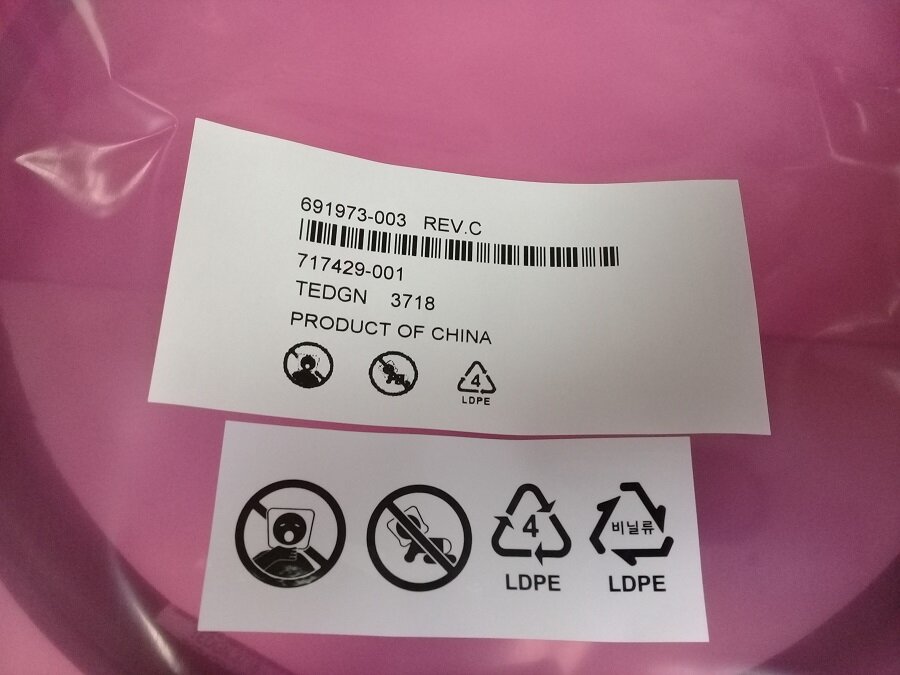 691973-003 REV.C
717429-001
TEDGN 3718
PRODUCT OF CHINA
4
LDPE
4
비닐류
LDPE
LDPE